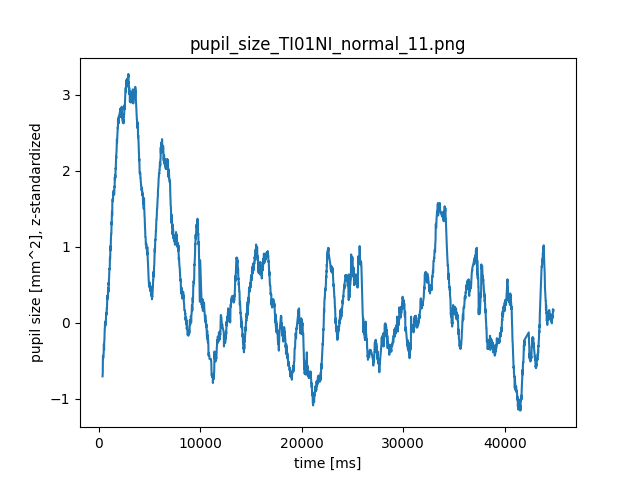 pupil_size_TI01NI_normal_11.png
pupil size [mm^2], z-standardized
3
2
1
0
−1
0 10000 20000 30000 40000
time [ms]